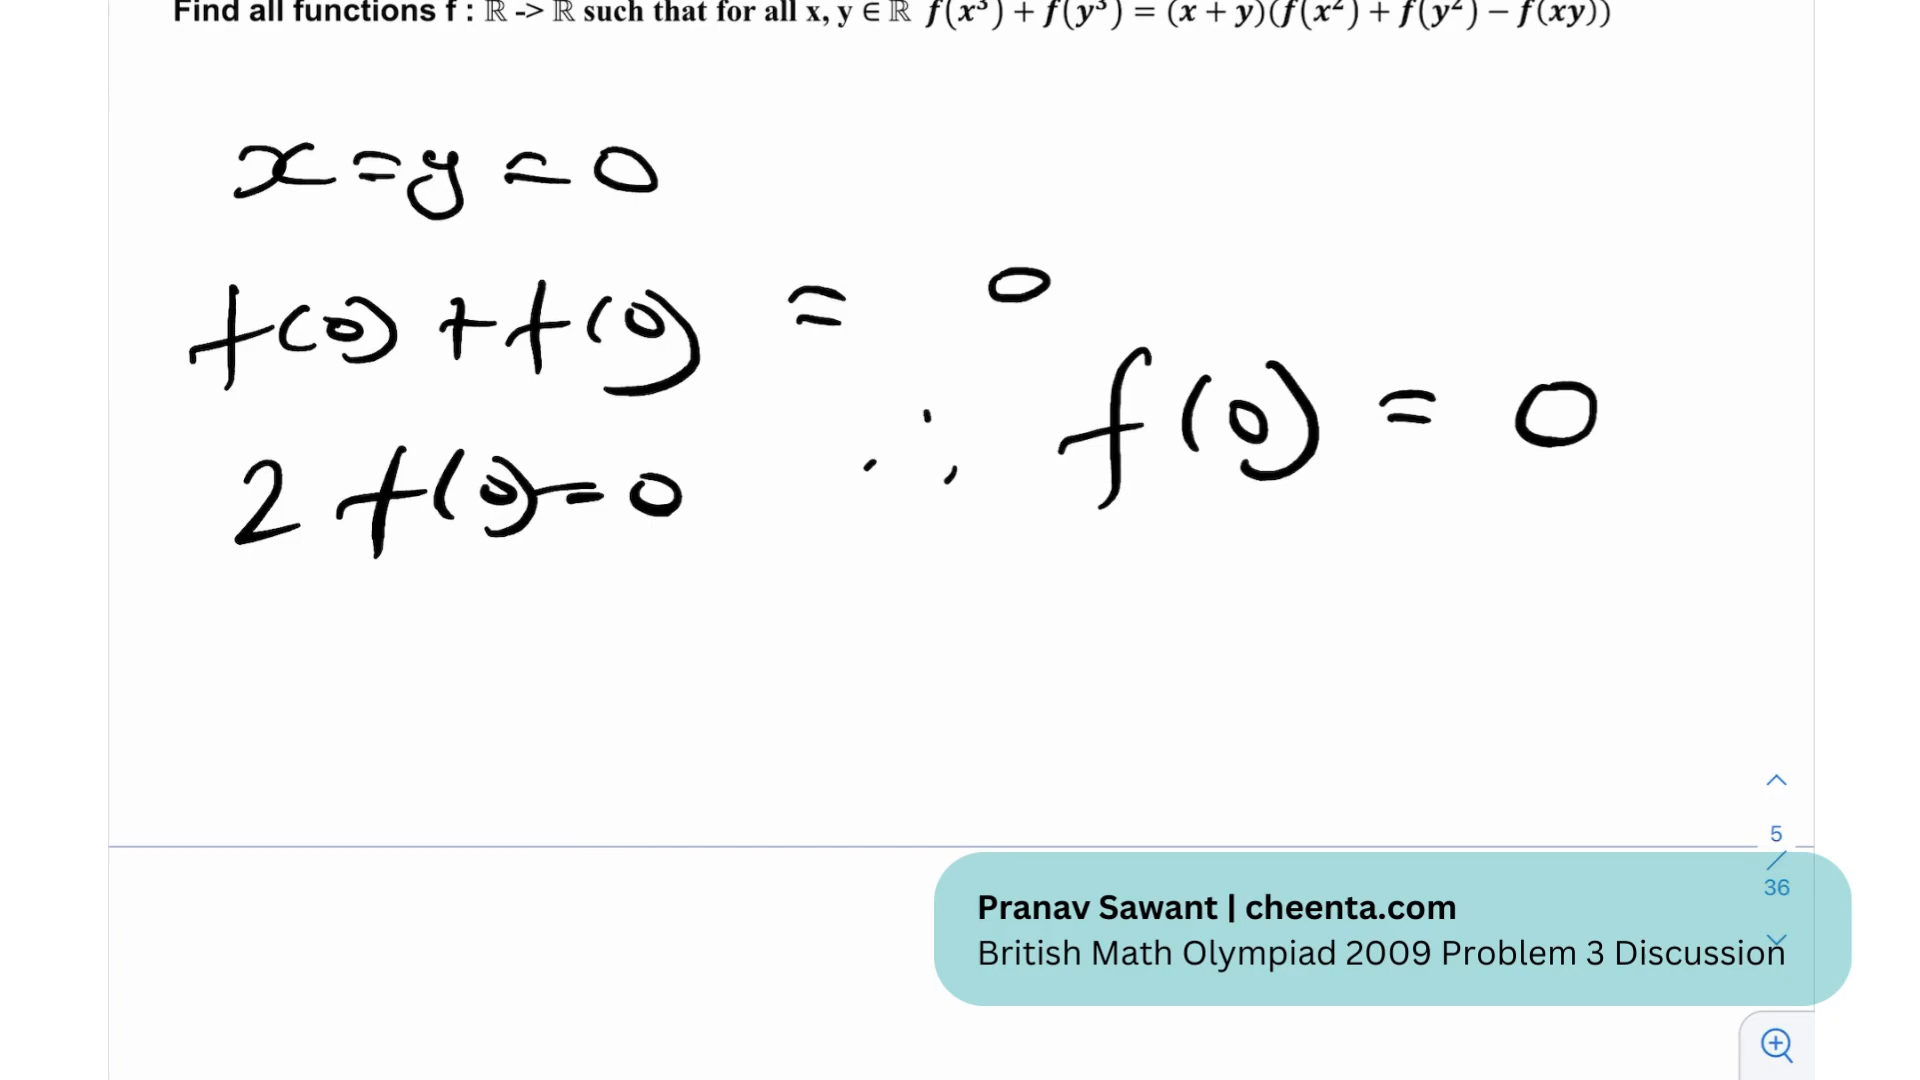 Find all functions f : ℝ -> ℝ such that for all x, y ∈ ℝ f(x³) + f(y³) = (x + y)(f(x²) + f(y²) − f(xy))
x = y = 0
f(0) + f(0) = 0
∴ f(0) = 0
2 f(0) = 0
5
/
36
Pranav Sawant | cheenta.com
British Math Olympiad 2009 Problem 3 Discussion